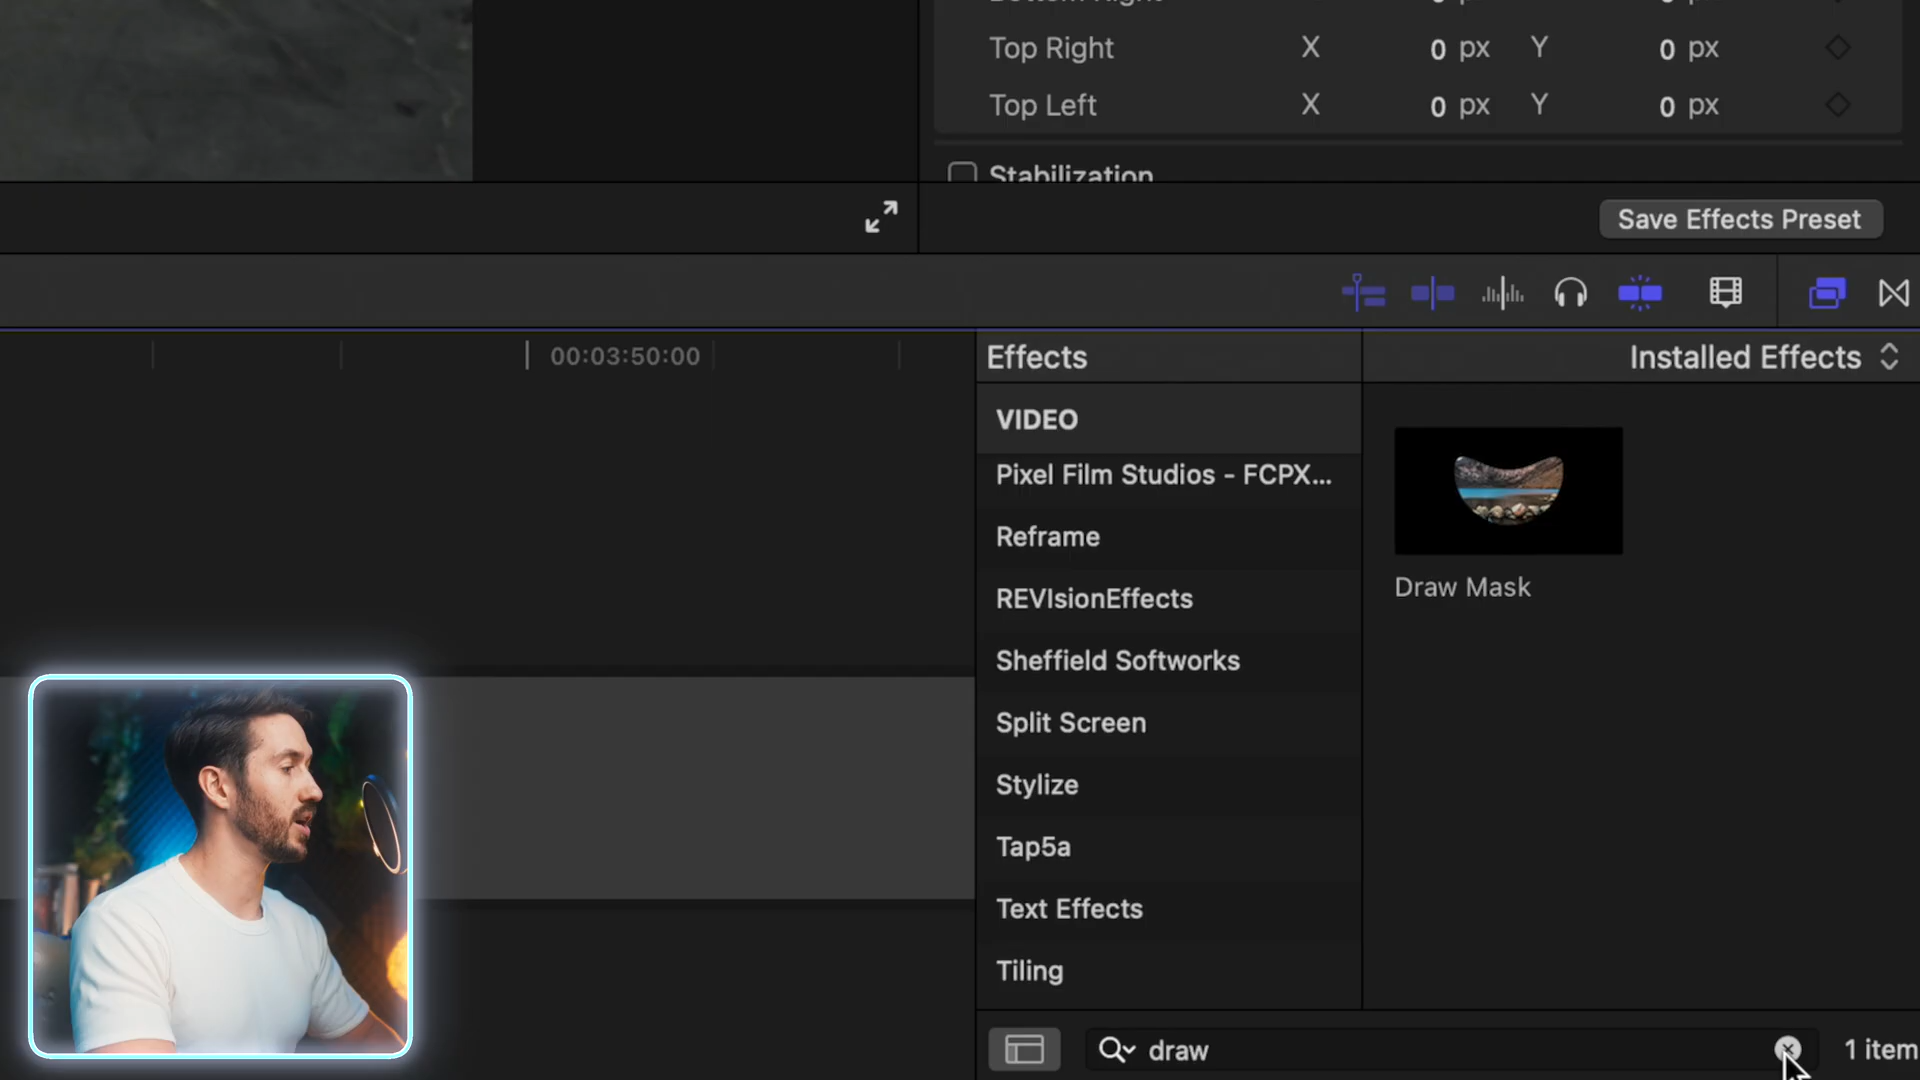 Top Right X 0 px Y 0 px
Top Left X 0 px Y 0 px
Stabilization
Save Effects Preset
00:03:50:00
Effects
Installed Effects
VIDEO
Pixel Film Studios - FCPX...
Reframe
REVIsionEffects
Sheffield Softworks
Split Screen
Stylize
Tap5a
Text Effects
Tiling
Draw Mask
draw
1 item